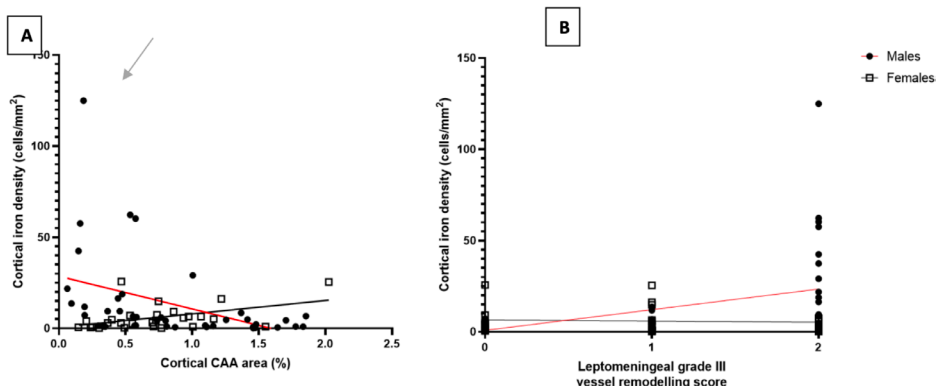 A
B
150
100
50
0
0.0 0.5 1.0 1.5 2.0 2.5
Cortical iron density (cells/mm²)
Cortical CAA area (%)
150
100
50
0
0 1 2
Cortical iron density (cells/mm²)
Leptomeningeal grade III
vessel remodelling score
Males
Females